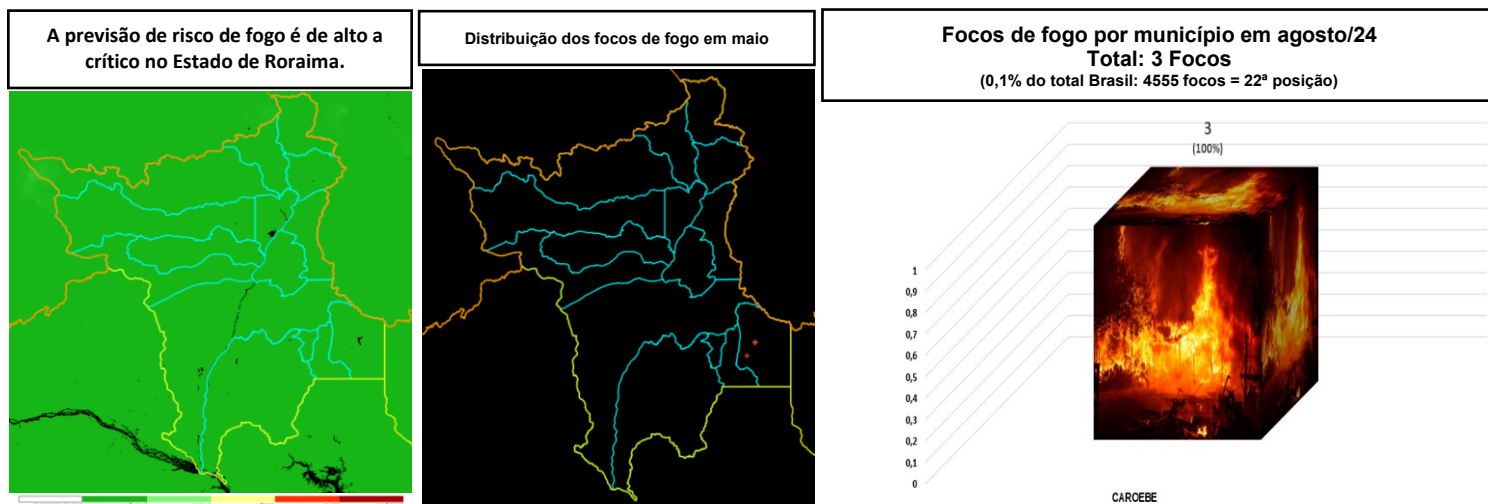 A previsão de risco de fogo é de alto a
crítico no Estado de Roraima.
Distribuição dos focos de fogo em maio
Focos de fogo por município em agosto/24
Total: 3 Focos
(0,1% do total Brasil: 4555 focos = 22ª posição)
3
(100%)
1
0,9
0,8
0,7
0,6
0,5
0,4
0,3
0,2
0,1
0
CAROEBE